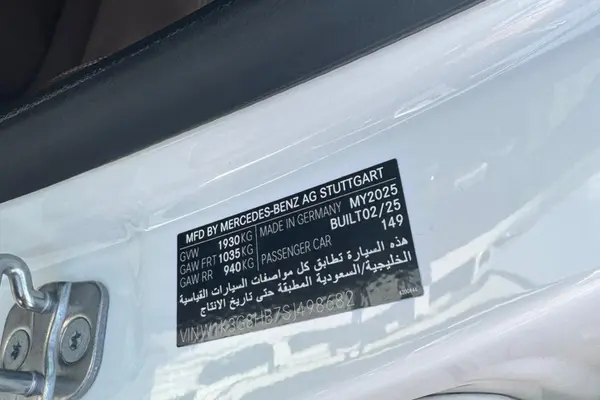 MFD BY MERCEDES-BENZ AG STUTTGART
GVW 1930KG MADE IN GERMANY MY2025
GAW FRT 1035KG BUILT02/25
GAW RR 940KG PASSENGER CAR 149
هذه السيارة تطابق كل مواصفات السيارات القياسية
الخليجية/السعودية المطبقة حتى تاريخ الانتاج